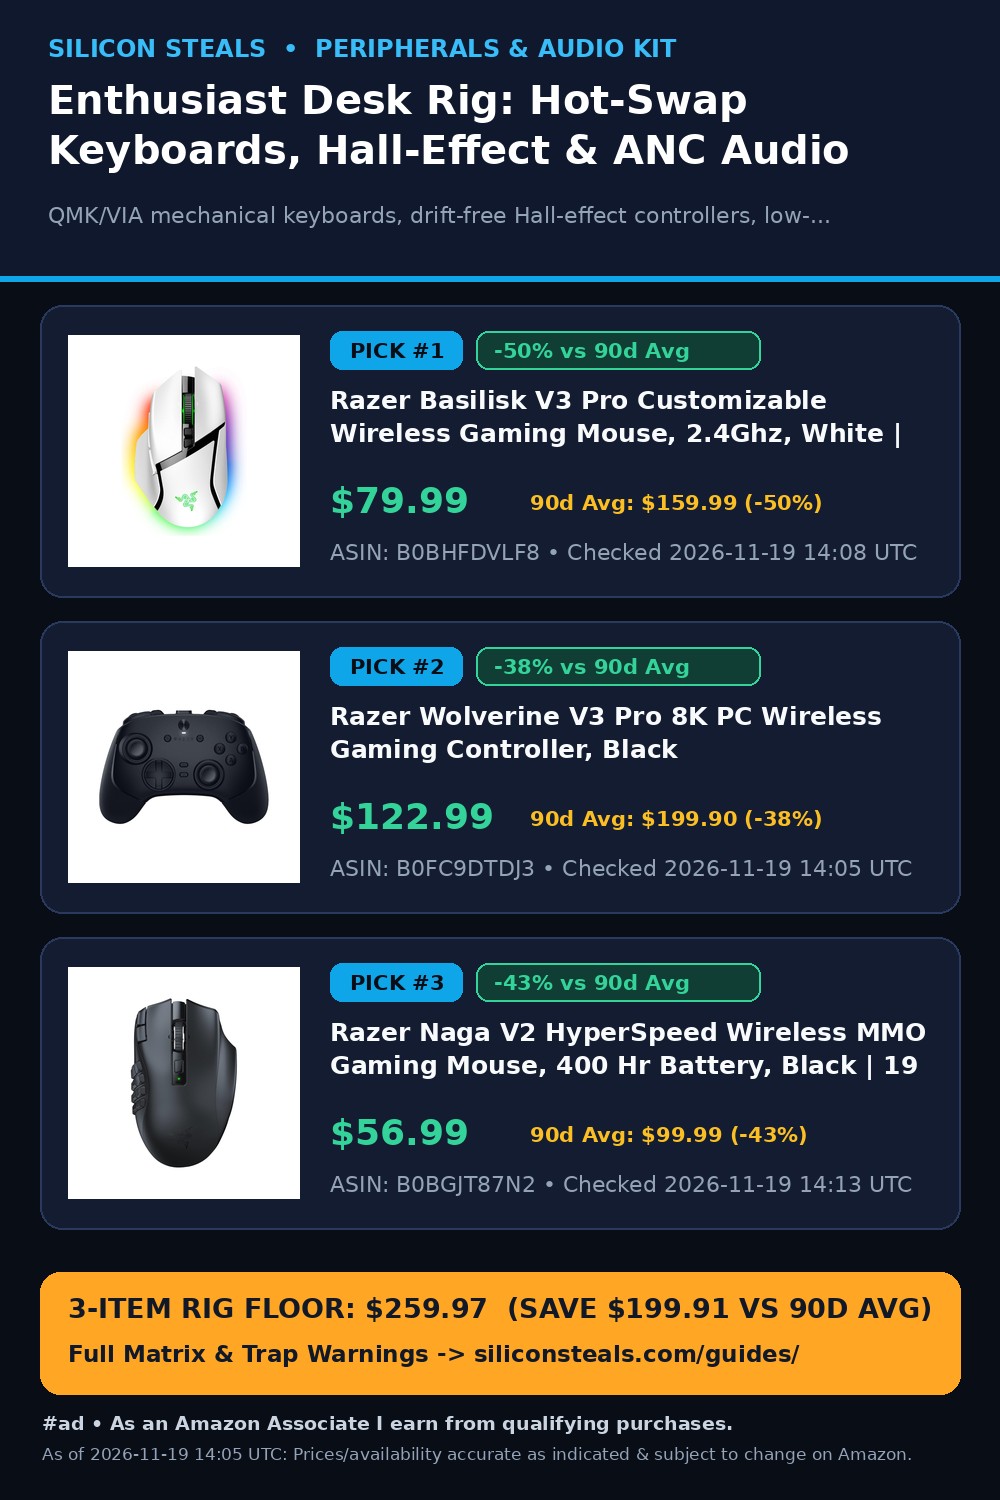 SILICON STEALS • PERIPHERALS & AUDIO KIT
Enthusiast Desk Rig: Hot-Swap
Keyboards, Hall-Effect & ANC Audio
QMK/VIA mechanical keyboards, drift-free Hall-effect controllers, low-...
PICK #1 -50% vs 90d Avg
Razer Basilisk V3 Pro Customizable
Wireless Gaming Mouse, 2.4Ghz, White |
$79.99 90d Avg: $159.99 (-50%)
ASIN: B0BHFDVLF8 • Checked 2026-11-19 14:08 UTC
PICK #2 -38% vs 90d Avg
Razer Wolverine V3 Pro 8K PC Wireless
Gaming Controller, Black
$122.99 90d Avg: $199.90 (-38%)
ASIN: B0FC9DTDJ3 • Checked 2026-11-19 14:05 UTC
PICK #3 -43% vs 90d Avg
Razer Naga V2 HyperSpeed Wireless MMO
Gaming Mouse, 400 Hr Battery, Black | 19
$56.99 90d Avg: $99.99 (-43%)
ASIN: B0BGJT87N2 • Checked 2026-11-19 14:13 UTC
3-ITEM RIG FLOOR: $259.97 (SAVE $199.91 VS 90D AVG)
Full Matrix & Trap Warnings -> siliconsteals.com/guides/
#ad • As an Amazon Associate I earn from qualifying purchases.
As of 2026-11-19 14:05 UTC: Prices/availability accurate as indicated & subject to change on Amazon.